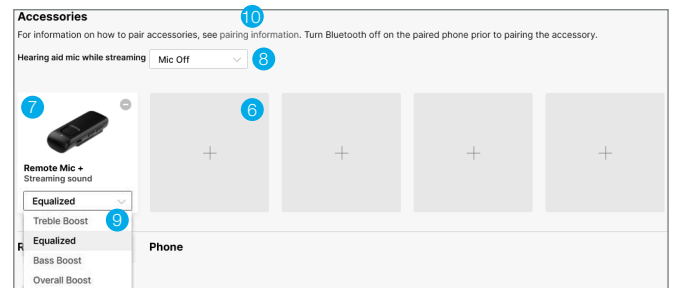 Accessories
10
For information on how to pair accessories, see pairing information. Turn Bluetooth off on the paired phone prior to pairing the accessory.
Hearing aid mic while streaming
Mic Off
8
7
6
Remote Mic +
Streaming sound
Equalized
Treble Boost
9
Equalized
R
Phone
Bass Boost
Overall Boost